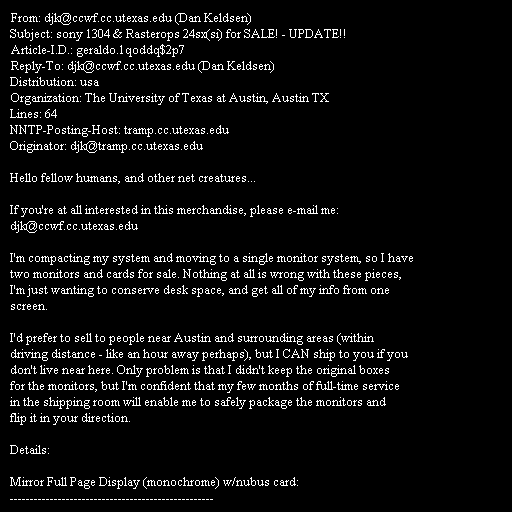 From: djk@ccwf.cc.utexas.edu (Dan Keldsen)
Subject: sony 1304 & Rasterops 24sx(si) for SALE! - UPDATE!!
Article-I.D.: geraldo.1qoddq$2p7
Reply-To: djk@ccwf.cc.utexas.edu (Dan Keldsen)
Distribution: usa
Organization: The University of Texas at Austin, Austin TX
Lines: 64
NNTP-Posting-Host: tramp.cc.utexas.edu
Originator: djk@tramp.cc.utexas.edu

Hello fellow humans, and other net creatures...

If you're at all interested in this merchandise, please e-mail me:
djk@ccwf.cc.utexas.edu

I'm compacting my system and moving to a single monitor system, so I have
two monitors and cards for sale. Nothing at all is wrong with these pieces,
I'm just wanting to conserve desk space, and get all of my info from one
screen.

I'd prefer to sell to people near Austin and surrounding areas (within
driving distance - like an hour away perhaps), but I CAN ship to you if you
don't live near here. Only problem is that I didn't keep the original boxes
for the monitors, but I'm confident that my few months of full-time service
in the shipping room will enable me to safely package the monitors and
flip it in your direction.

Details:

Mirror Full Page Display (monochrome) w/nubus card:
---------------------------------------------------